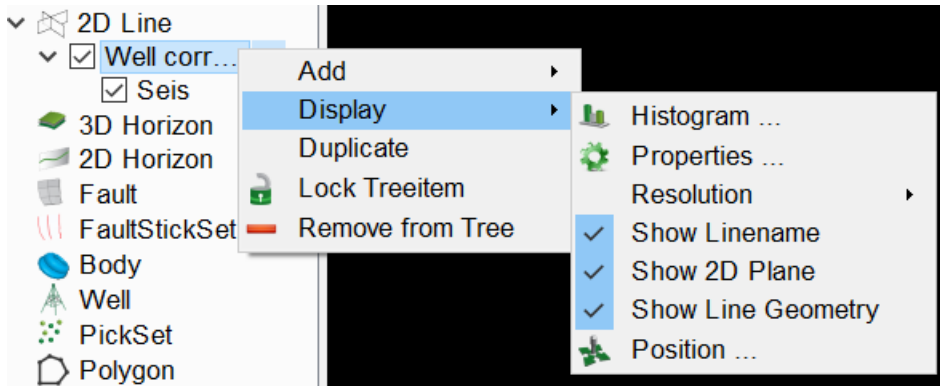 2D Line
Well corr...
Seis
3D Horizon
2D Horizon
Fault
FaultStickSet
Body
Well
PickSet
Polygon
Add
Display
Duplicate
Lock Treeitem
Remove from Tree
Histogram ...
Properties ...
Resolution
Show Linename
Show 2D Plane
Show Line Geometry
Position ...